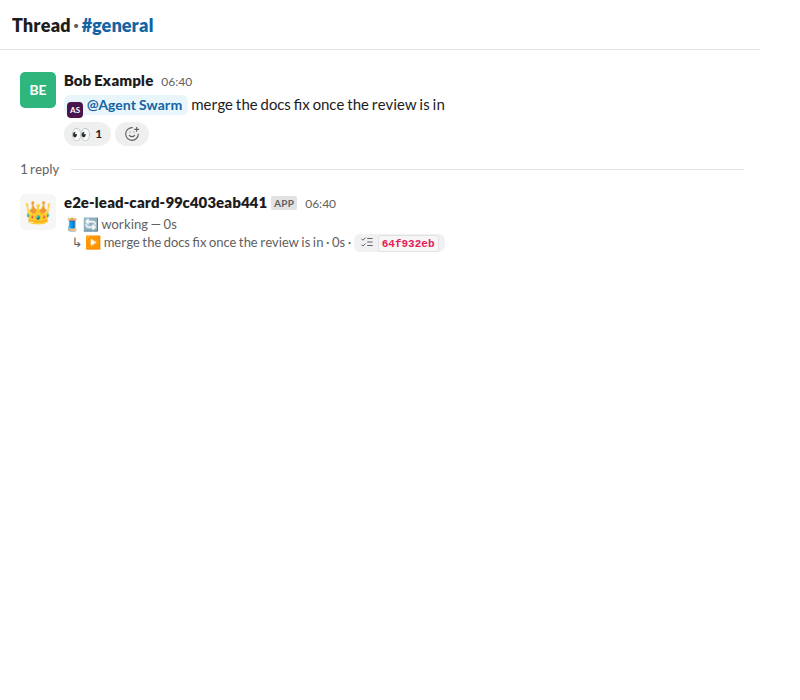 Thread · #general
BE
Bob Example 06:40
AS @Agent Swarm merge the docs fix once the review is in
1
1 reply
e2e-lead-card-99c403eab441 APP 06:40
working — 0s
↳ merge the docs fix once the review is in · 0s · 64f932eb